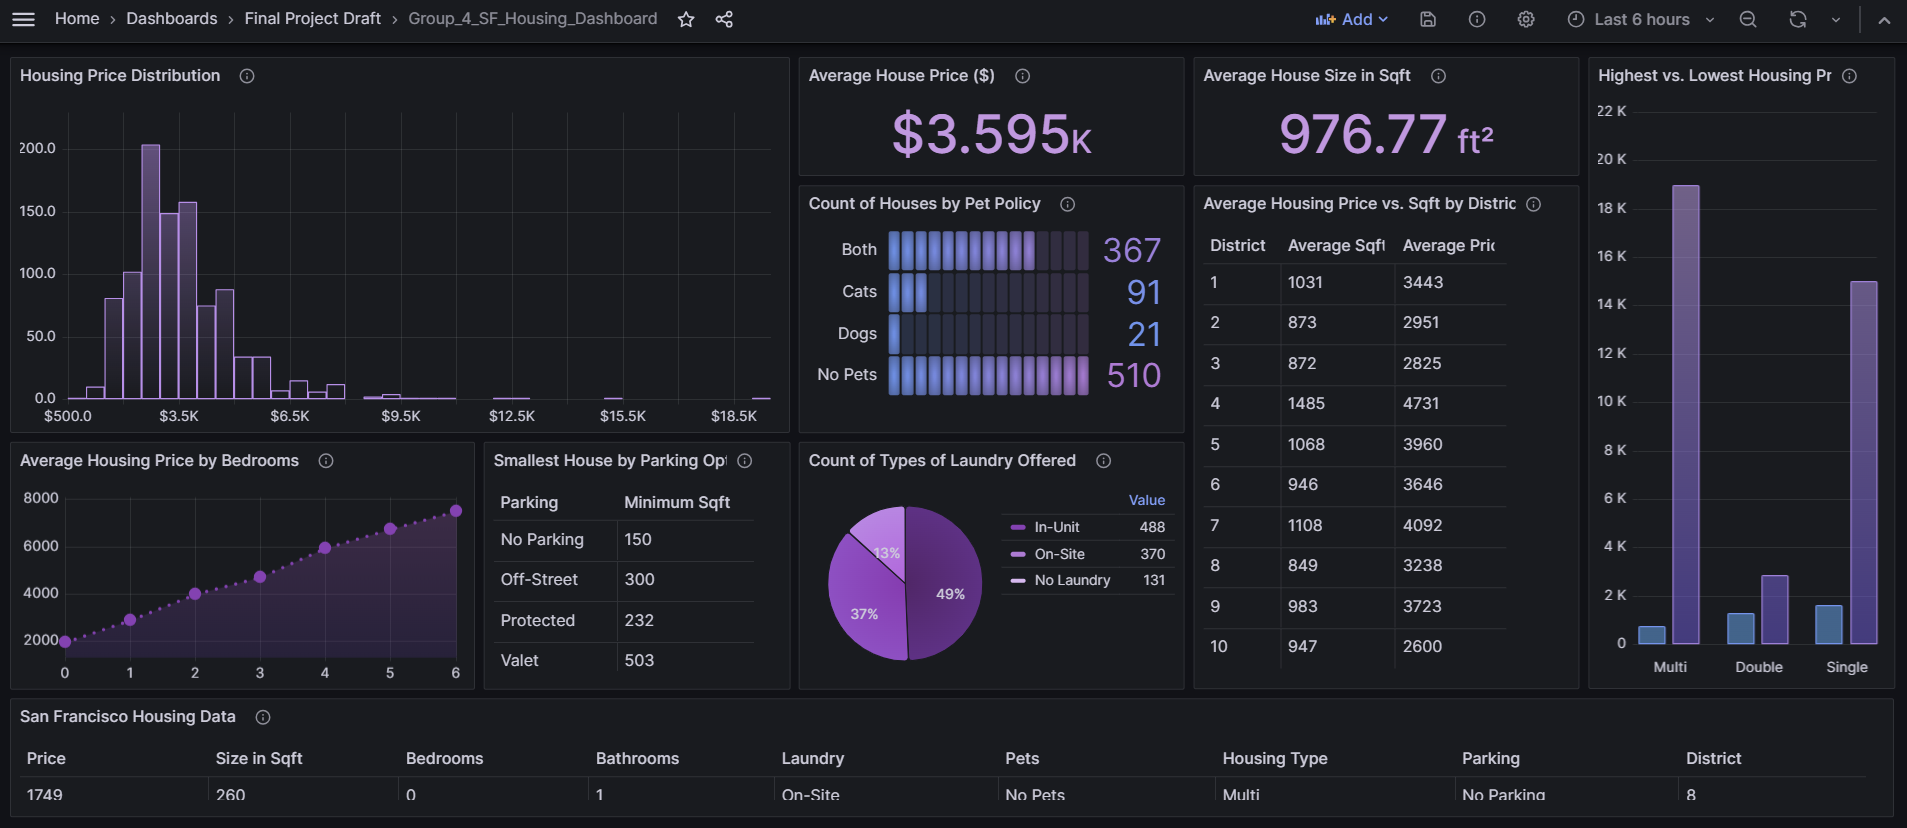 Home › Dashboards › Final Project Draft › Group_4_SF_Housing_Dashboard
Add
Last 6 hours
Housing Price Distribution
200.0
150.0
100.0
50.0
0.0
$500.0 $3.5K $6.5K $9.5K $12.5K $15.5K $18.5K
Average House Price ($)
$3.595K
Average House Size in Sqft
976.77 ft²
Highest vs. Lowest Housing Pr
22 K
20 K
18 K
16 K
14 K
12 K
10 K
8 K
6 K
4 K
2 K
0
Multi Double Single
Count of Houses by Pet Policy
Both 367
Cats 91
Dogs 21
No Pets 510
Average Housing Price vs. Sqft by Distric
District Average Sqft Average Pric
1 1031 3443
2 873 2951
3 872 2825
4 1485 4731
5 1068 3960
6 946 3646
7 1108 4092
8 849 3238
9 983 3723
10 947 2600
Average Housing Price by Bedrooms
8000
6000
4000
2000
0 1 2 3 4 5 6
Smallest House by Parking Opt
Parking Minimum Sqft
No Parking 150
Off-Street 300
Protected 232
Valet 503
Count of Types of Laundry Offered
13%
49%
37%
Value
In-Unit 488
On-Site 370
No Laundry 131
San Francisco Housing Data
Price Size in Sqft Bedrooms Bathrooms Laundry Pets Housing Type Parking District
1749 260 0 1 On-Site No Pets Multi No Parking 8